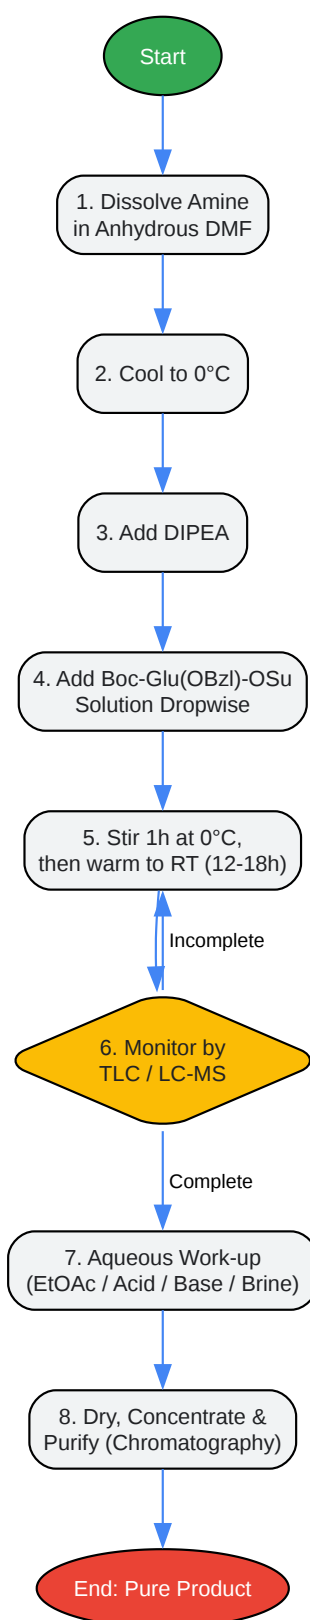 Start
1. Dissolve Amine
in Anhydrous DMF
2. Cool to 0°C
3. Add DIPEA
4. Add Boc-Glu(OBzl)-OSu
Solution Dropwise
5. Stir 1h at 0°C,
then warm to RT (12-18h)
Incomplete
6. Monitor by
TLC / LC-MS
Complete
7. Aqueous Work-up
(EtOAc / Acid / Base / Brine)
8. Dry, Concentrate &
Purify (Chromatography)
End: Pure Product